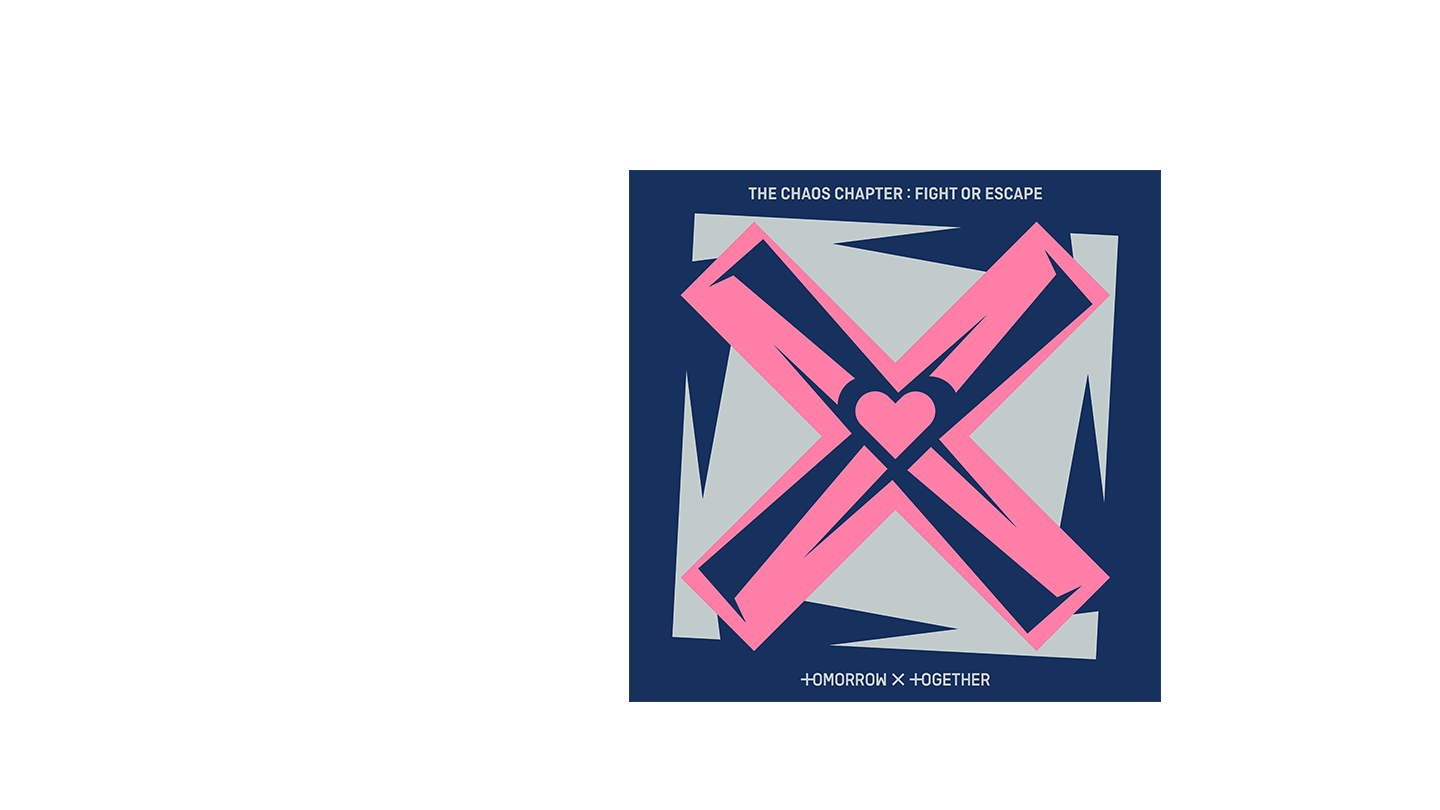 THE CHAOS CHAPTER : FIGHT OR ESCAPE
TOMORROW X TOGETHER